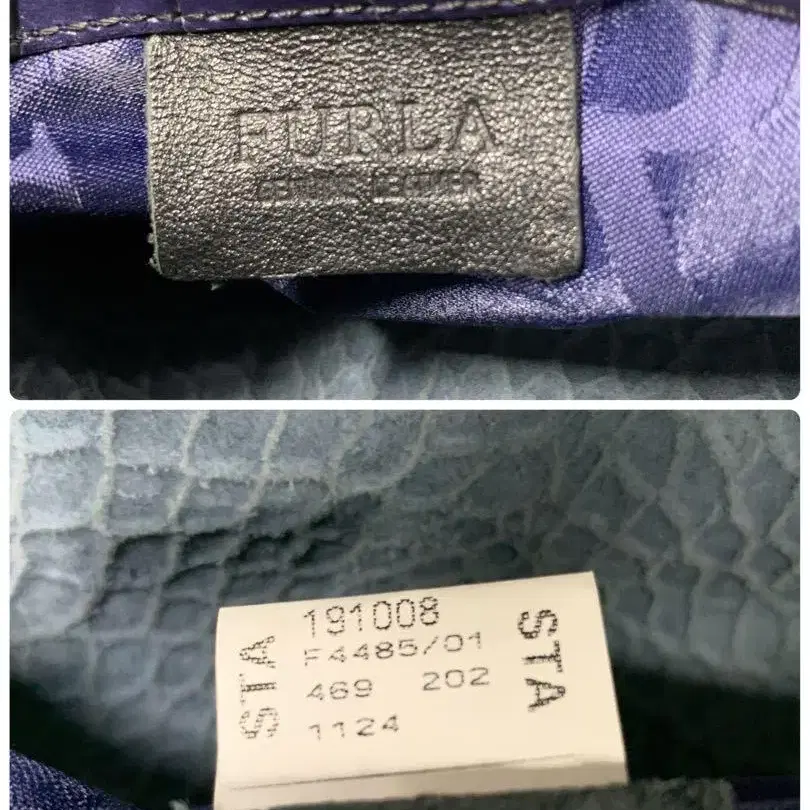 FURLA
GENUINE LEATHER
STA
191008
F4485/01
469 202
1124
STA